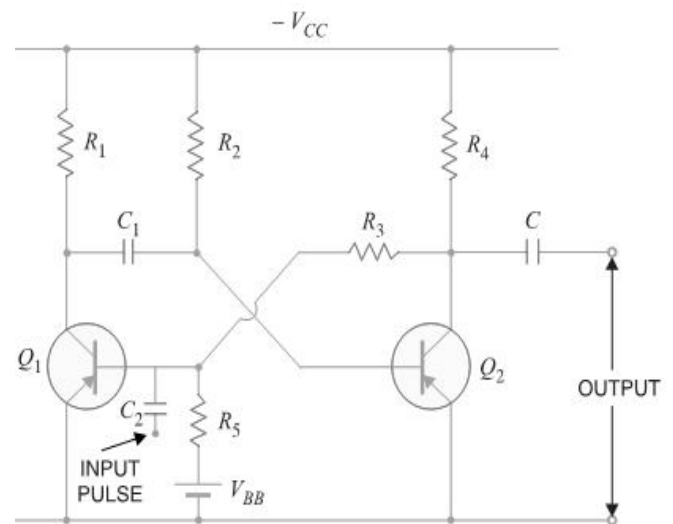 – V_CC
R_1
R_2
R_4
C_1
R_3
C
Q_1
Q_2
C_2
R_5
OUTPUT
INPUT
PULSE
V_BB